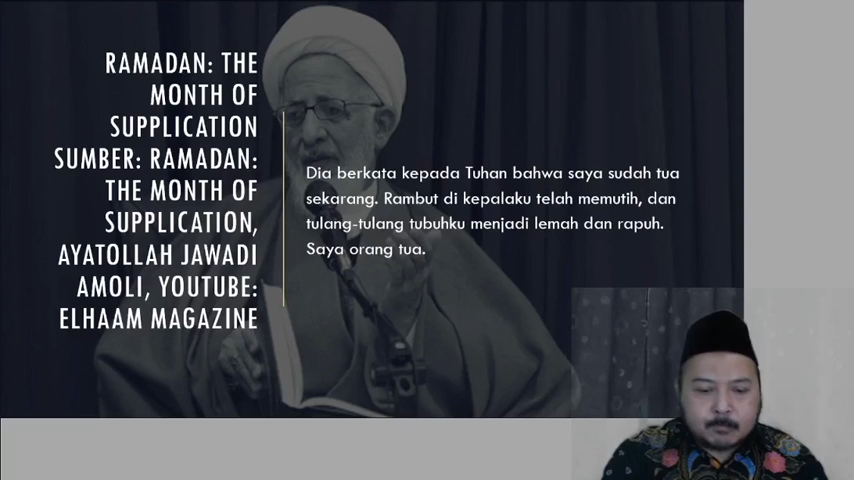 RAMADAN: THE
MONTH OF
SUPPLICATION
SUMBER: RAMADAN:
THE MONTH OF
SUPPLICATION,
AYATOLLAH JAWADI
AMOLI, YOUTUBE:
ELHAAM MAGAZINE
Dia berkata kepada Tuhan bahwa saya sudah tua
sekarang. Rambut di kepalaku telah memutih, dan
tulang-tulang tubuhku menjadi lemah dan rapuh.
Saya orang tua.